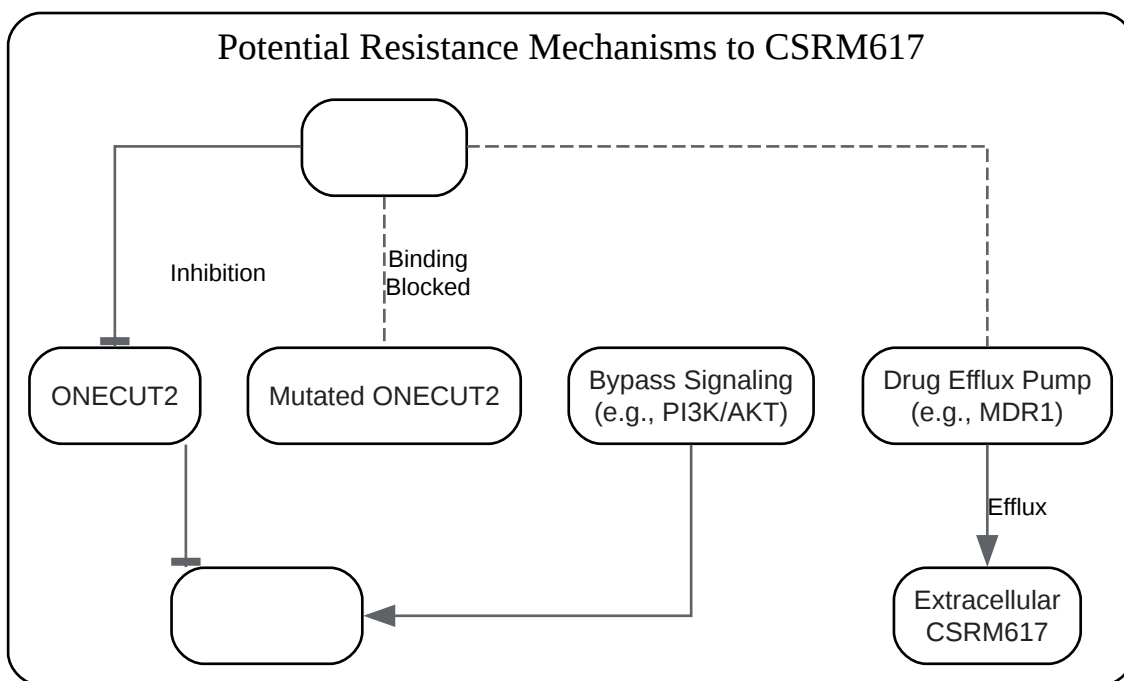 Potential Resistance Mechanisms to CSRM617
Inhibition
Binding
Blocked
ONECUT2
Mutated ONECUT2
Bypass Signaling
(e.g., PI3K/AKT)
Drug Efflux Pump
(e.g., MDR1)
Efflux
Extracellular
CSRM617